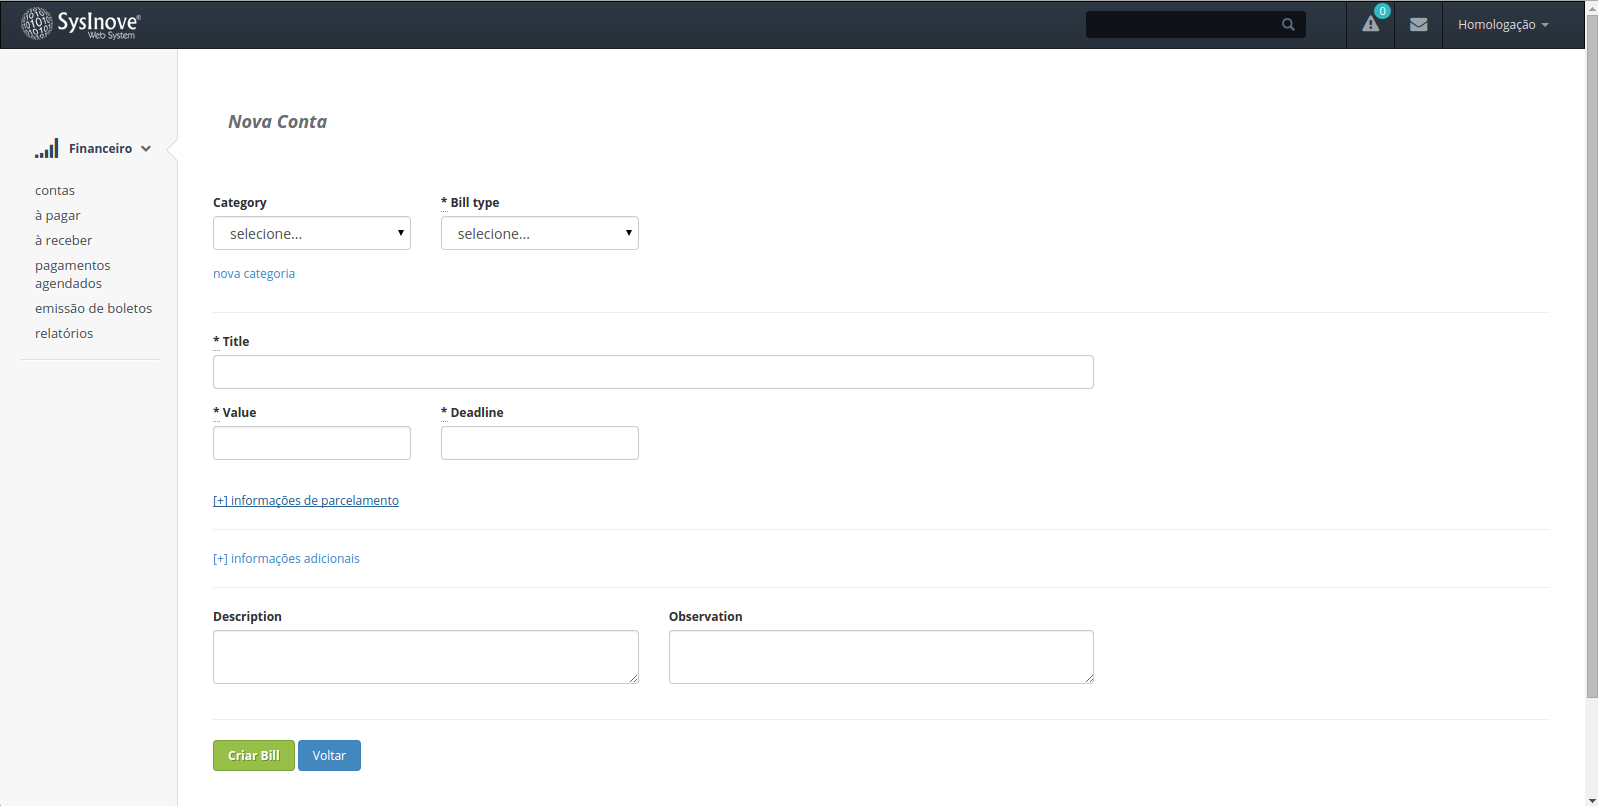 SysInove®
Web System
0
Homologação
Financeiro
contas
à pagar
à receber
pagamentos
agendados
emissão de boletos
relatórios
Nova Conta
Category
* Bill type
selecione...
selecione...
nova categoria
* Title
* Value
* Deadline
[+] informações de parcelamento
[+] informações adicionais
Description
Observation
Criar Bill
Voltar